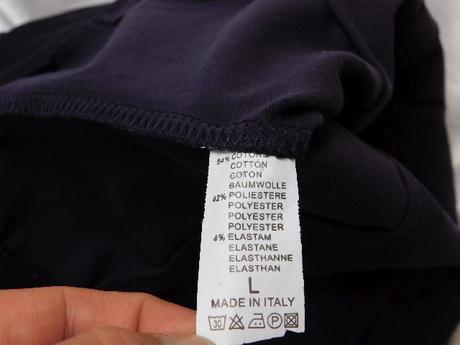 54% COTONE
COTTON
COTON
BAUMWOLLE
42% POLIESTERE
POLYESTER
POLYESTER
POLYESTER
4% ELASTAM
ELASTANE
ELASTHANNE
ELASTHAN
L
MADE IN ITALY
30 P